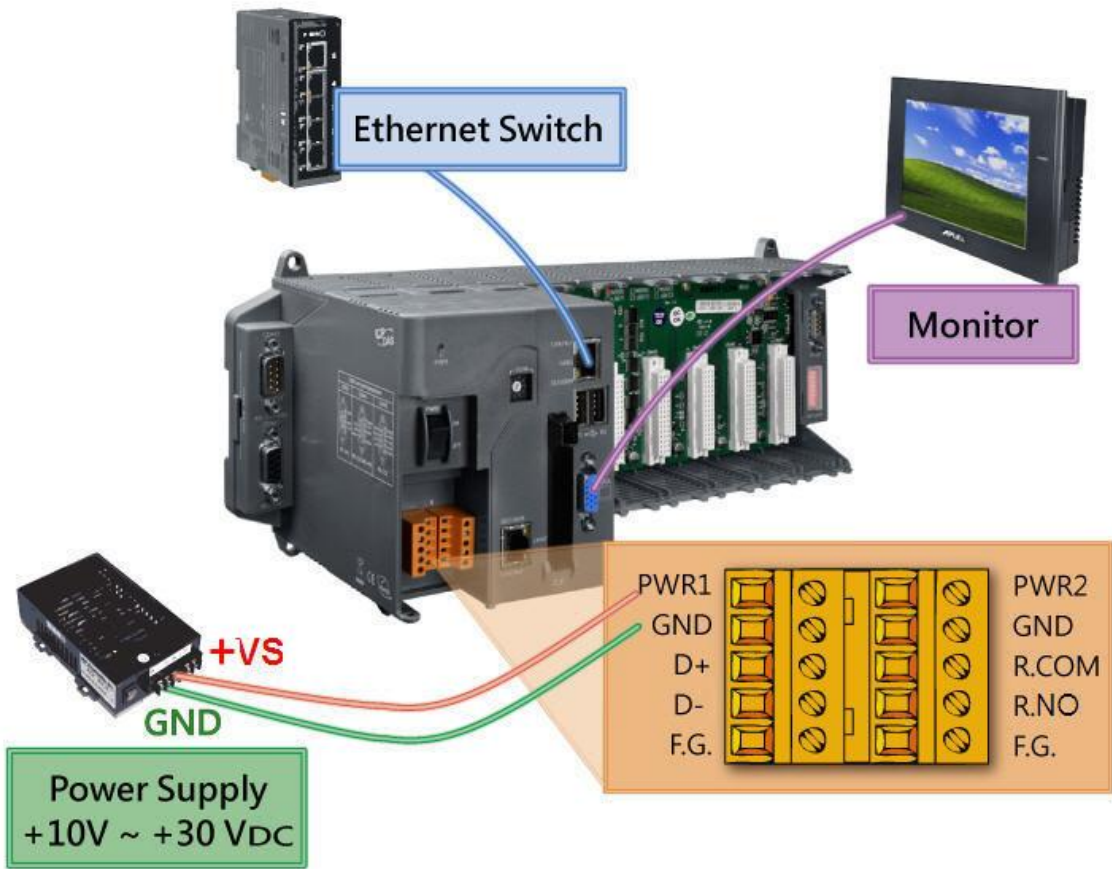 Ethernet Switch
Monitor
PWR1
GND
D+
D-
F.G.
PWR2
GND
R.COM
R.NO
F.G.
+VS
GND
Power Supply
+10V ~ +30 VDC